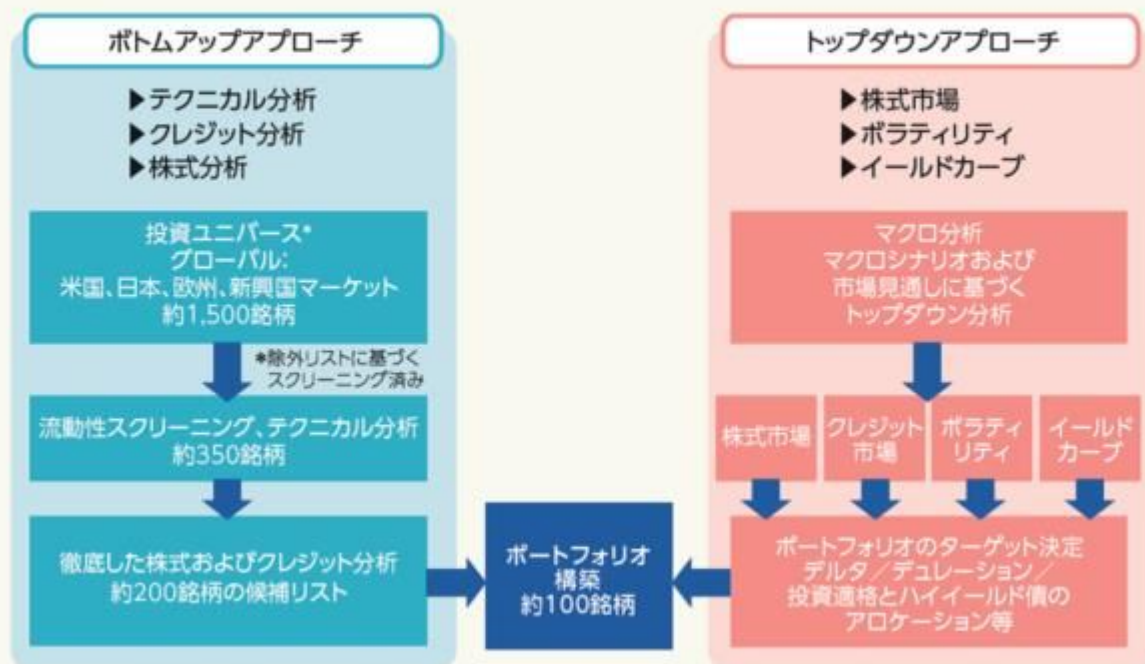 ボトムアップアプローチ
▶テクニカル分析
▶クレジット分析
▶株式分析
投資ユニバース*
グローバル:
米国、日本、欧州、新興国マーケット
約1,500銘柄
*除外リストに基づく
スクリーニング済み
流動性スクリーニング、テクニカル分析
約350銘柄
徹底した株式およびクレジット分析
約200銘柄の候補リスト
ポートフォリオ
構築
約100銘柄
トップダウンアプローチ
▶株式市場
▶ボラティリティ
▶イールドカーブ
マクロ分析
マクロシナリオおよび
市場見通しに基づく
トップダウン分析
株式市場
クレジット
市場
ボラティ
リティ
イールド
カーブ
ポートフォリオのターゲット決定
デルタ/デュレーション/
投資適格とハイイールド債の
アロケーション等